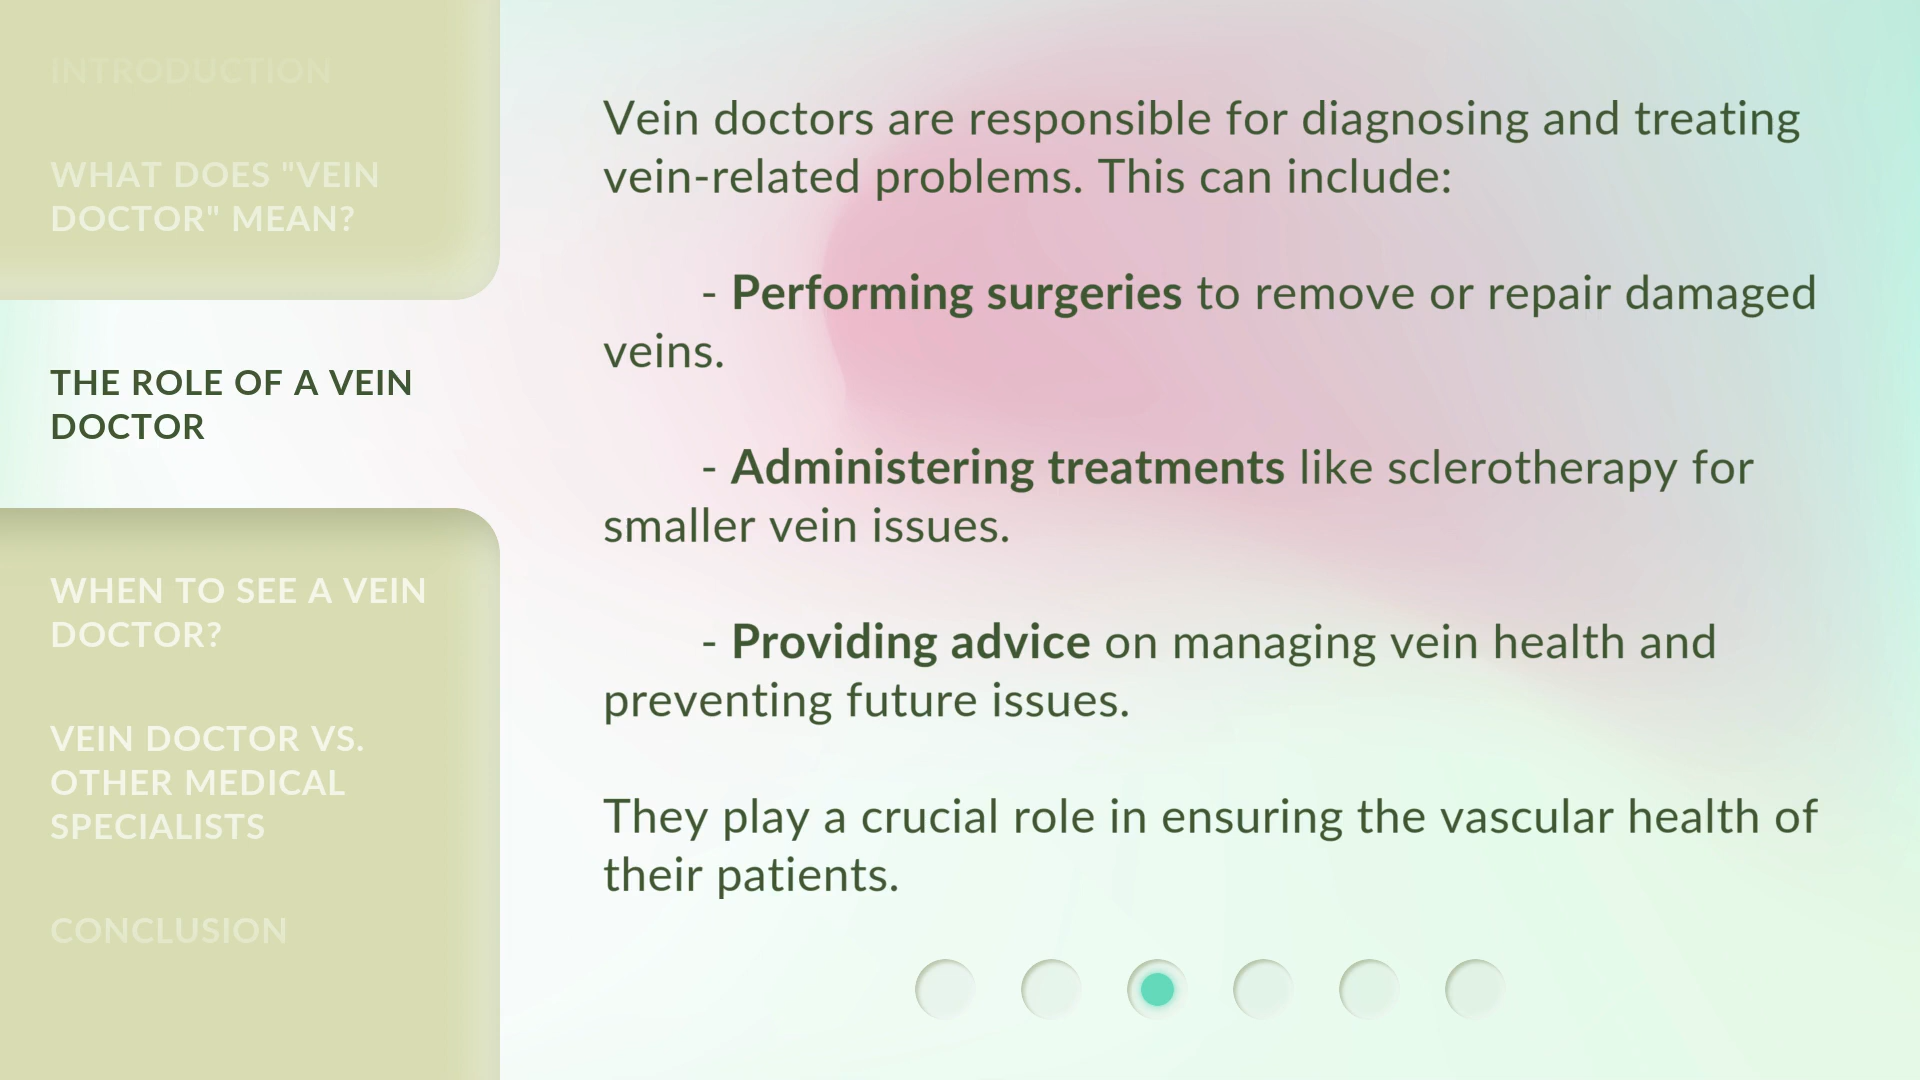 INTRODUCTION
WHAT DOES "VEIN
DOCTOR" MEAN?
THE ROLE OF A VEIN
DOCTOR
WHEN TO SEE A VEIN
DOCTOR?
VEIN DOCTOR VS.
OTHER MEDICAL
SPECIALISTS
CONCLUSION
Vein doctors are responsible for diagnosing and treating
vein-related problems. This can include:
- Performing surgeries to remove or repair damaged
veins.
- Administering treatments like sclerotherapy for
smaller vein issues.
- Providing advice on managing vein health and
preventing future issues.
They play a crucial role in ensuring the vascular health of
their patients.